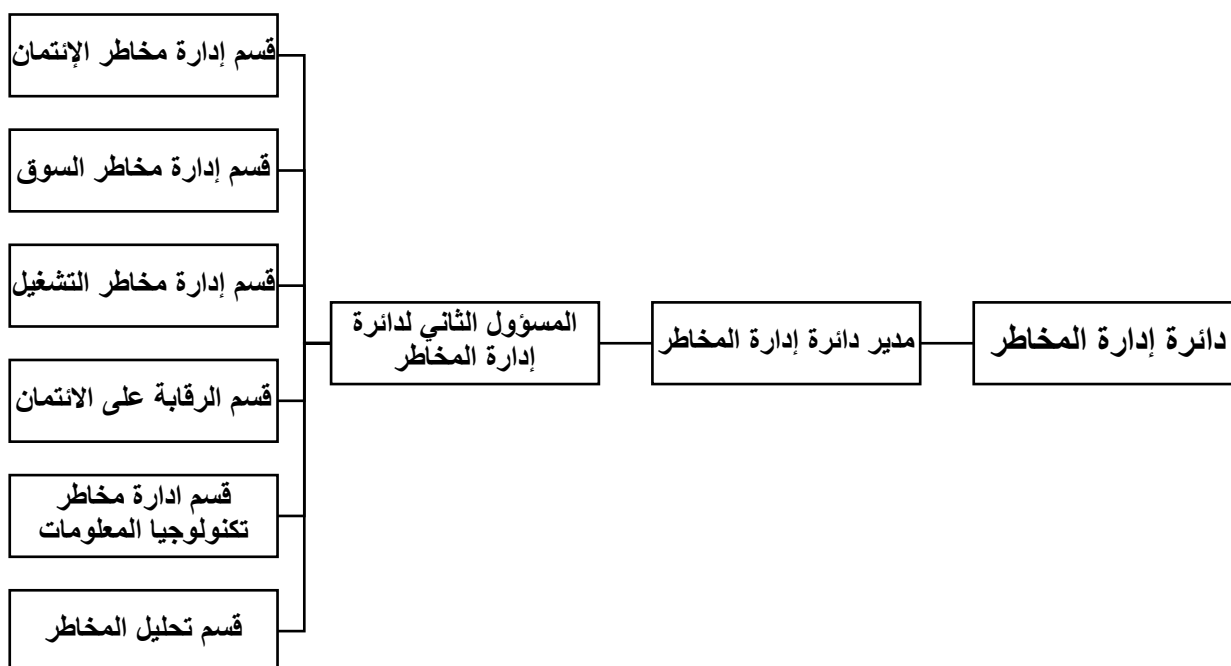 دائرة إدارة المخاطر
مدير دائرة إدارة المخاطر
المسؤول الثاني لدائرة
إدارة المخاطر
قسم إدارة مخاطر الإئتمان
قسم إدارة مخاطر السوق
قسم إدارة مخاطر التشغيل
قسم الرقابة على الائتمان
قسم ادارة مخاطر
تكنولوجيا المعلومات
قسم تحليل المخاطر